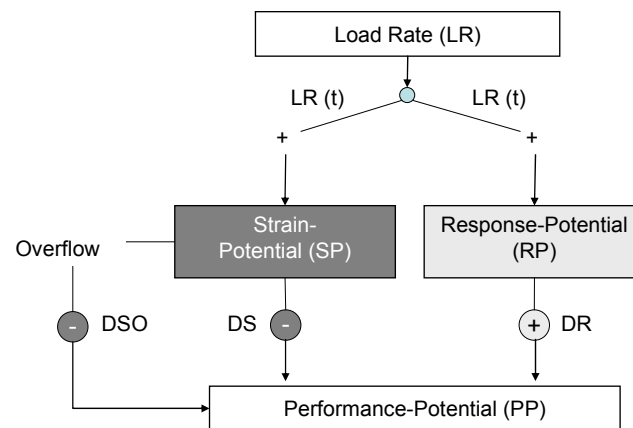 Load Rate (LR)
LR (t) LR (t)
+ +
Strain-
Potential (SP)
Response-Potential
(RP)
Overflow
- DSO DS - + DR
Performance-Potential (PP)